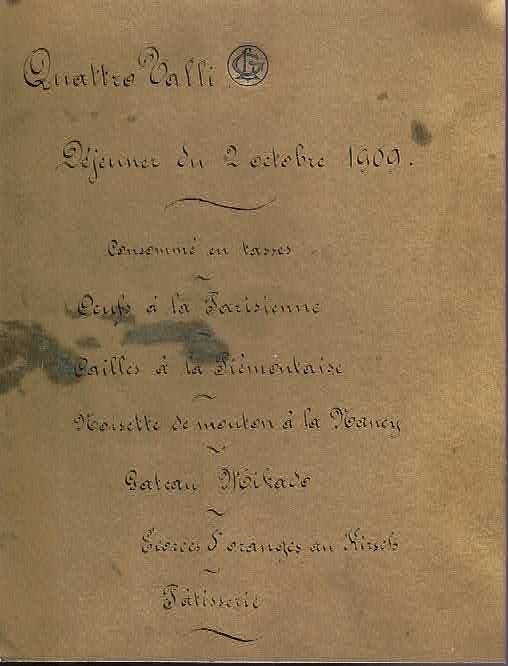 Quattro Valli
Déjeuner du 2 octobre 1909.
Consommé en tasses
Oeufs à la Parisienne
Cailles à la Piémontaise
Noisette de mouton à la Nancy
Gateau Mikado
Ecorces d'oranges au Kirsch
Pâtisserie